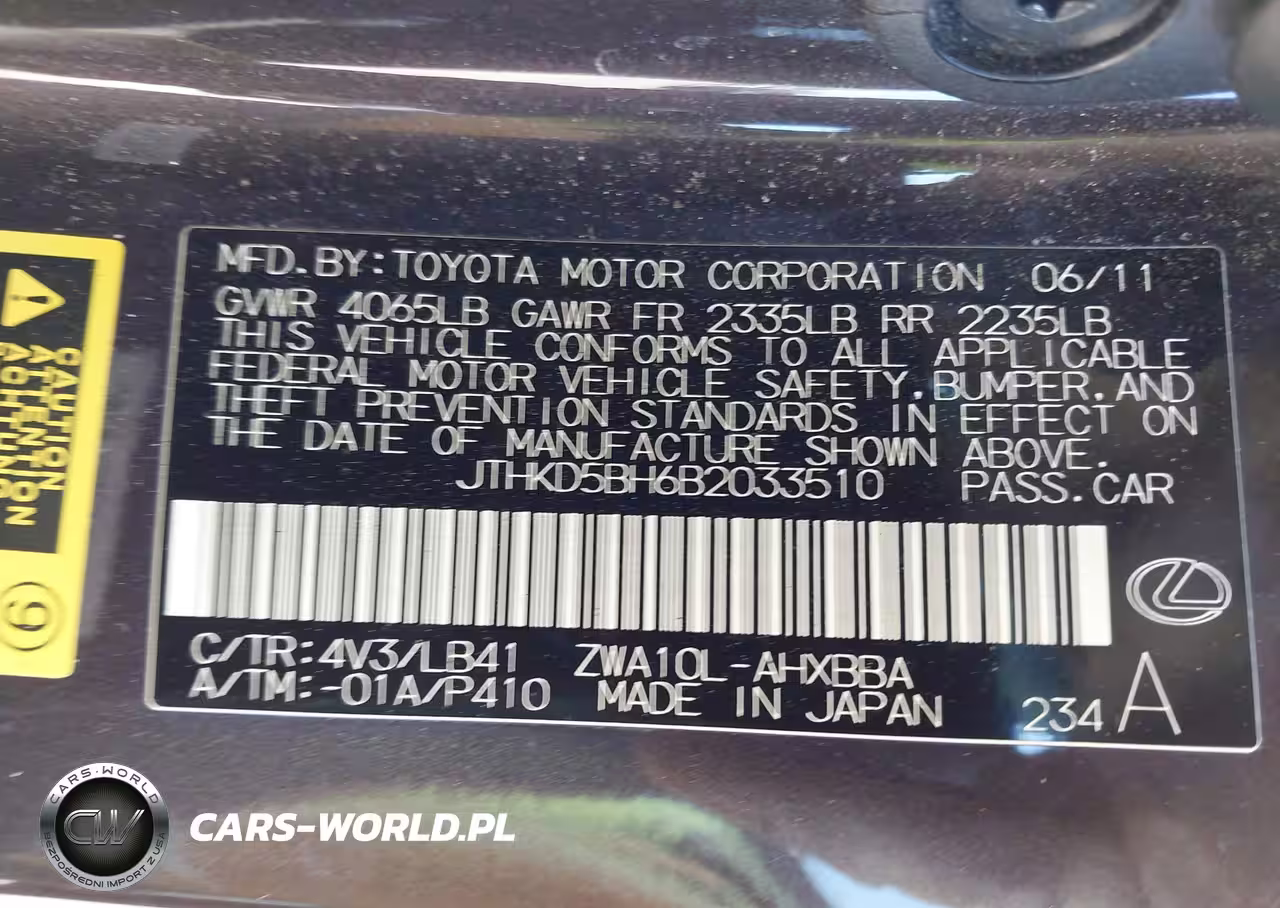 MFD.BY:TOYOTA MOTOR CORPORATION 06/11
GVWR 4065LB GAWR FR 2335LB RR 2235LB
THIS VEHICLE CONFORMS TO ALL APPLICABLE
FEDERAL MOTOR VEHICLE SAFETY,BUMPER,AND
THEFT PREVENTION STANDARDS IN EFFECT ON
THE DATE OF MANUFACTURE SHOWN ABOVE.
JTHKD5BH6B2033510 PASS.CAR
C/TR:4V3/LB41 ZWA10L-AHXBBA
A/TM:-01A/P410 MADE IN JAPAN 234 A
CAUTION
ATTENTION
ACHTUNG
9
CARS-WORLD
CW
BEZPOŚREDNI IMPORT Z USA
CARS-WORLD.PL